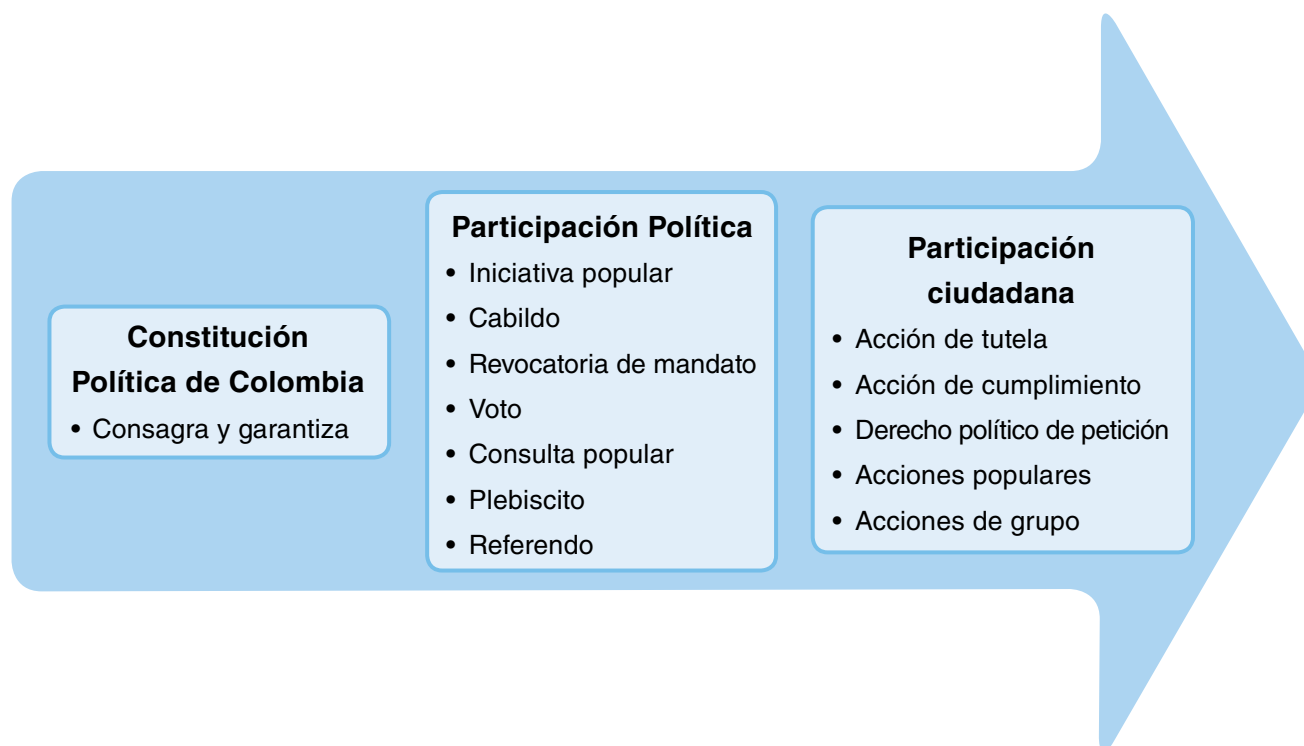 Constitución
Política de Colombia
• Consagra y garantiza
Participación Política
• Iniciativa popular
• Cabildo
• Revocatoria de mandato
• Voto
• Consulta popular
• Plebiscito
• Referendo
Participación
ciudadana
• Acción de tutela
• Acción de cumplimiento
• Derecho político de petición
• Acciones populares
• Acciones de grupo